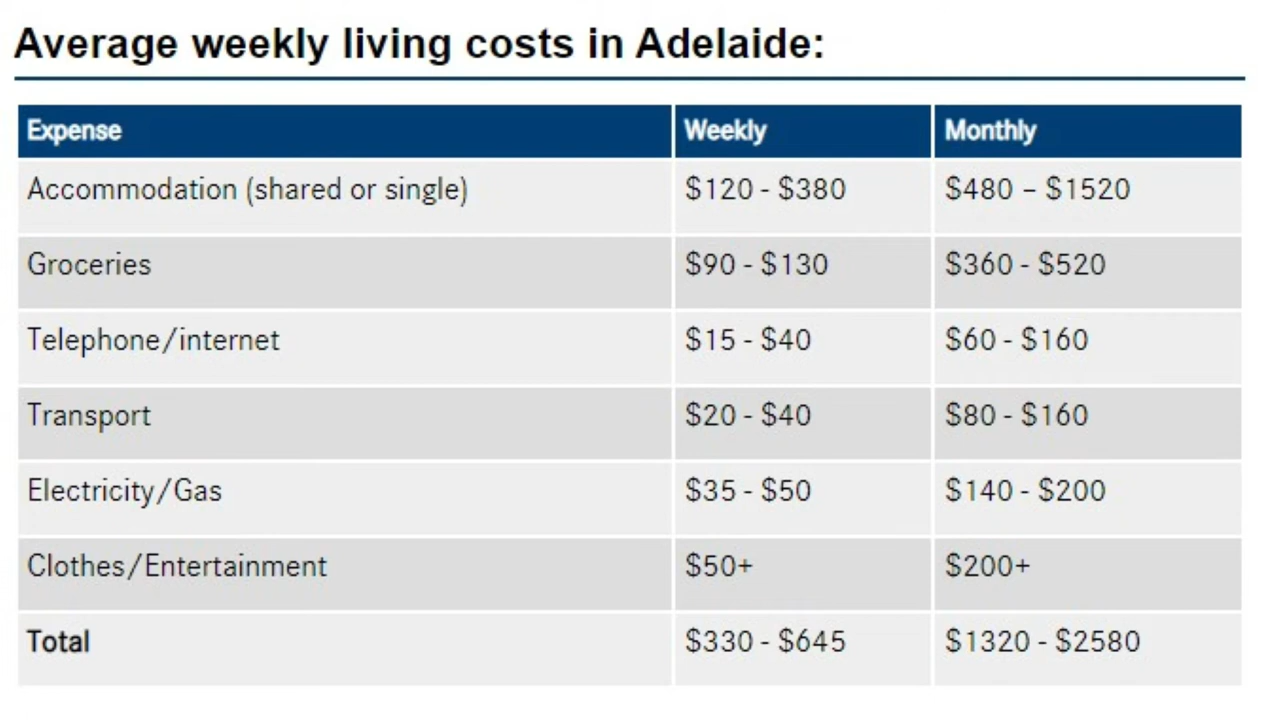 Average weekly living costs in Adelaide:
Expense Weekly Monthly
Accommodation (shared or single) $120 - $380 $480 – $1520
Groceries $90 - $130 $360 - $520
Telephone/internet $15 - $40 $60 - $160
Transport $20 - $40 $80 - $160
Electricity/Gas $35 - $50 $140 - $200
Clothes/Entertainment $50+ $200+
Total $330 - $645 $1320 - $2580